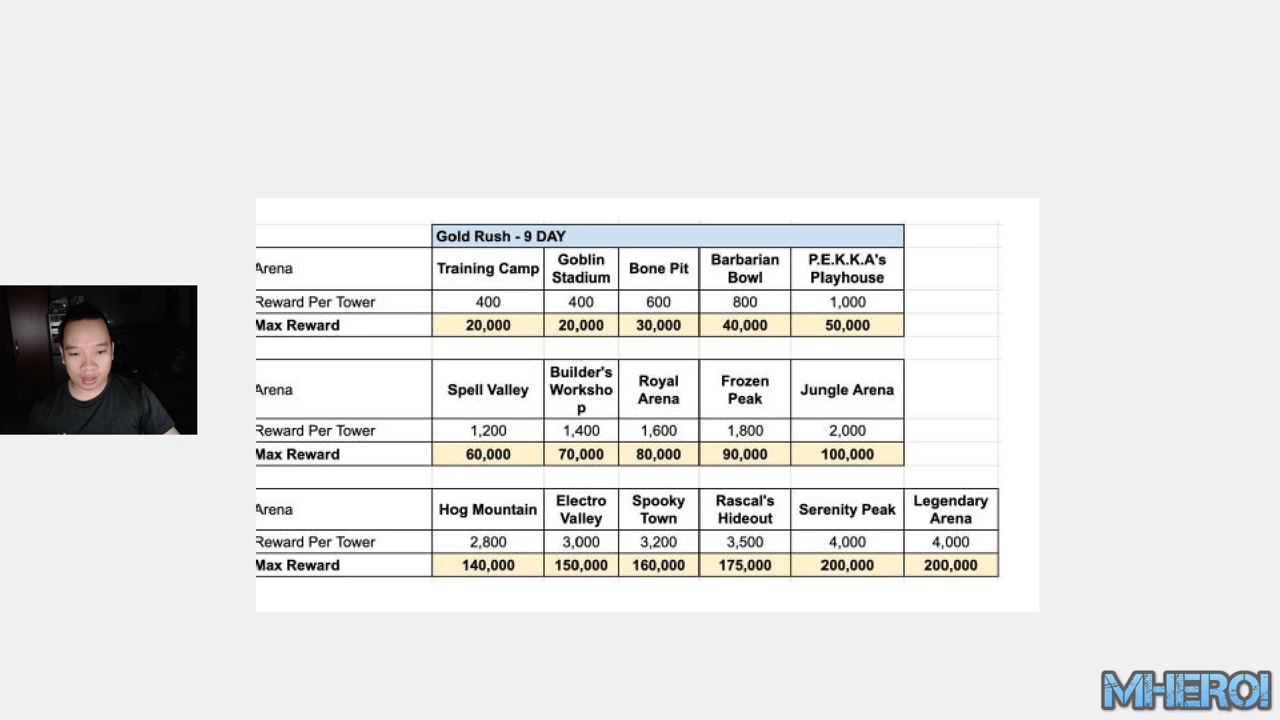 Gold Rush - 9 DAY
Arena Training Camp Goblin Stadium Bone Pit Barbarian Bowl P.E.K.K.A's Playhouse
Reward Per Tower 400 400 600 800 1,000
Max Reward 20,000 20,000 30,000 40,000 50,000
Arena Spell Valley Builder's Workshop Royal Arena Frozen Peak Jungle Arena
Reward Per Tower 1,200 1,400 1,600 1,800 2,000
Max Reward 60,000 70,000 80,000 90,000 100,000
Arena Hog Mountain Electro Valley Spooky Town Rascal's Hideout Serenity Peak Legendary Arena
Reward Per Tower 2,800 3,000 3,200 3,500 4,000 4,000
Max Reward 140,000 150,000 160,000 175,000 200,000 200,000
MHERO!